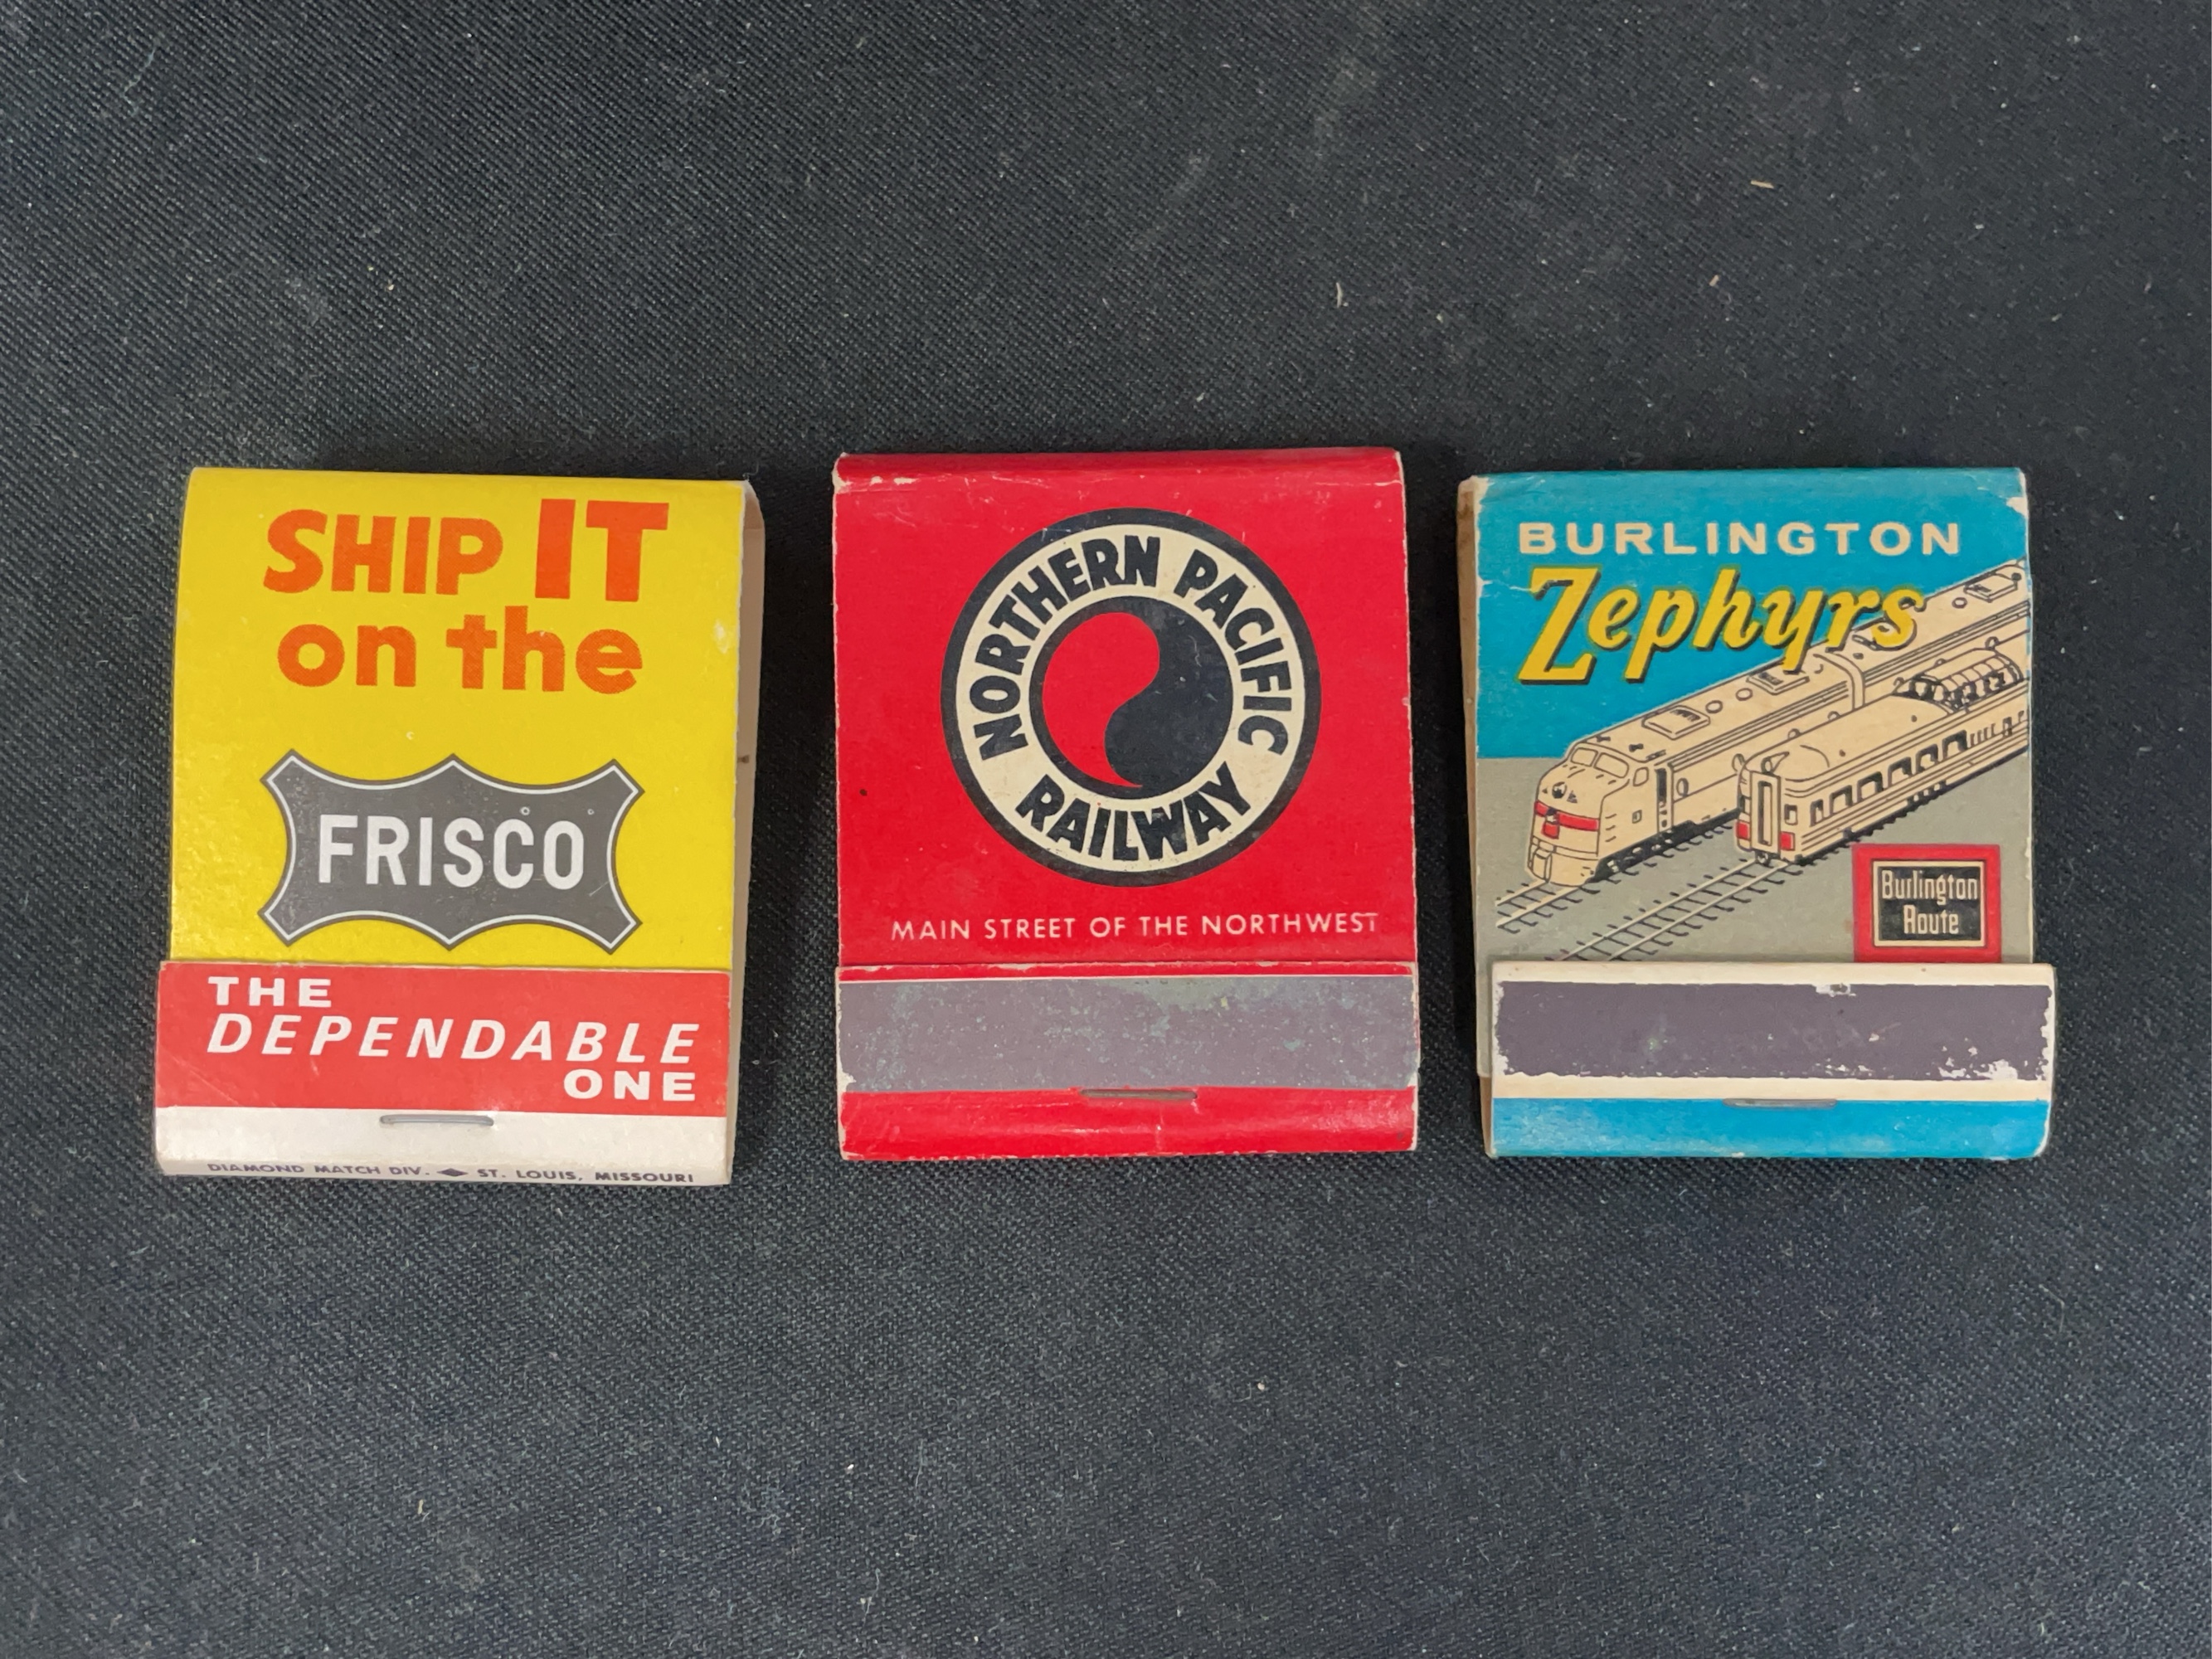 SHIP IT
on the
FRISCO
THE
DEPENDABLE
ONE
DIAMOND MATCH DIV. ST. LOUIS, MISSOURI
NORTHERN PACIFIC
RAILWAY
MAIN STREET OF THE NORTHWEST
BURLINGTON
Zephyrs
Burlington
Route